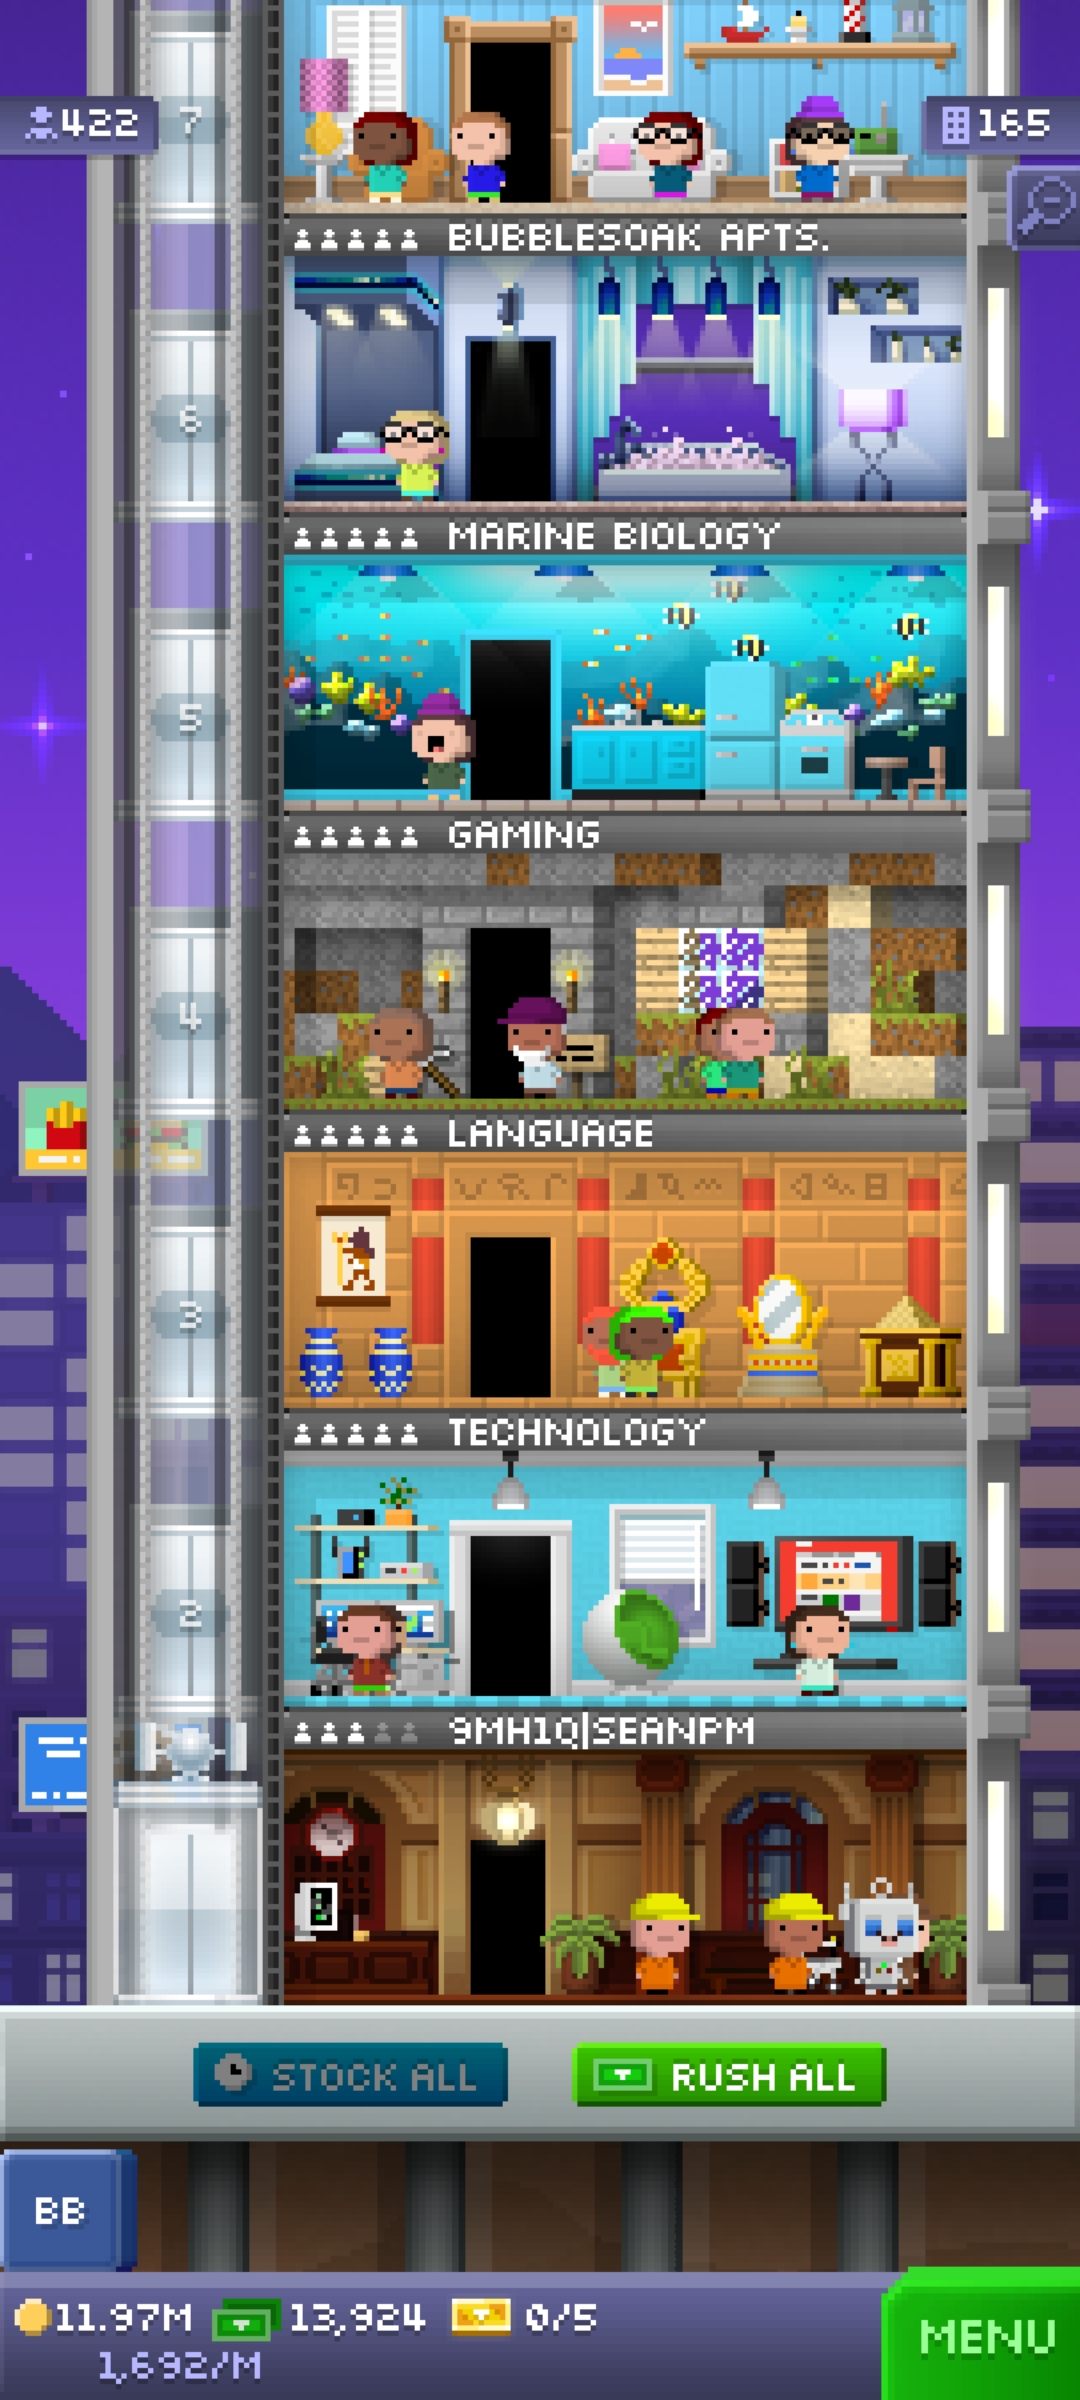 7
422
165
BUBBLESOAK APTS.
6
MARINE BIOLOGY
5
GAMING
4
LANGUAGE
3
TECHNOLOGY
2
9MH1Q|SEANPM
STOCK ALL
RUSH ALL
BB
11.97M
13,924
0/5
1,692/M
MENU